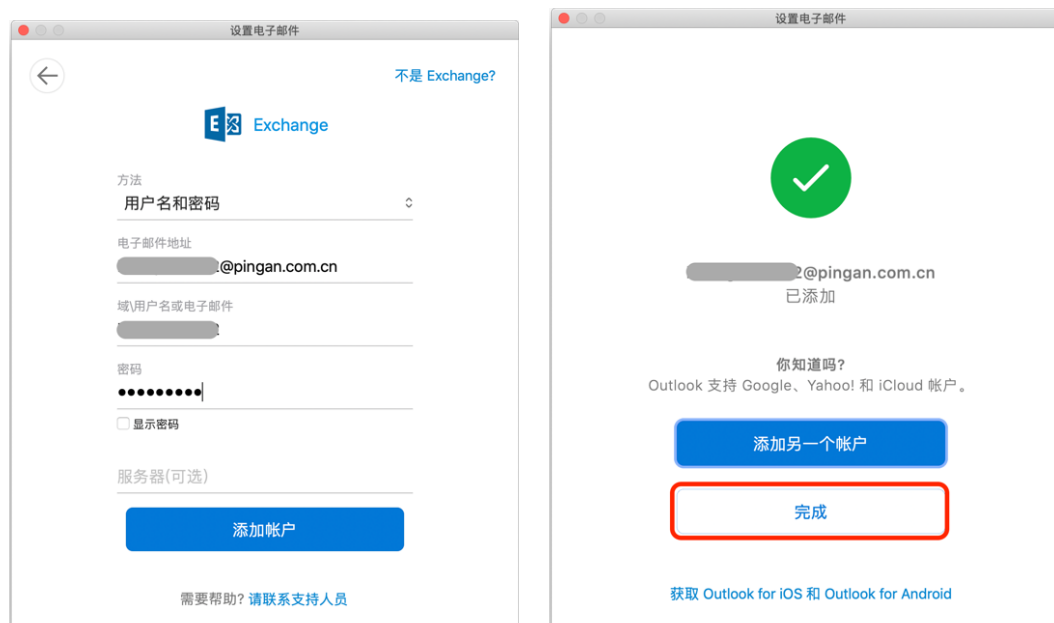 设置电子邮件
不是 Exchange?
Exchange
方法
用户名和密码
电子邮件地址
@pingan.com.cn
域\用户名或电子邮件
密码
显示密码
服务器(可选)
添加帐户
需要帮助? 请联系支持人员
设置电子邮件
2@pingan.com.cn
已添加
你知道吗?
Outlook 支持 Google、Yahoo! 和 iCloud 帐户。
添加另一个帐户
完成
获取 Outlook for iOS 和 Outlook for Android